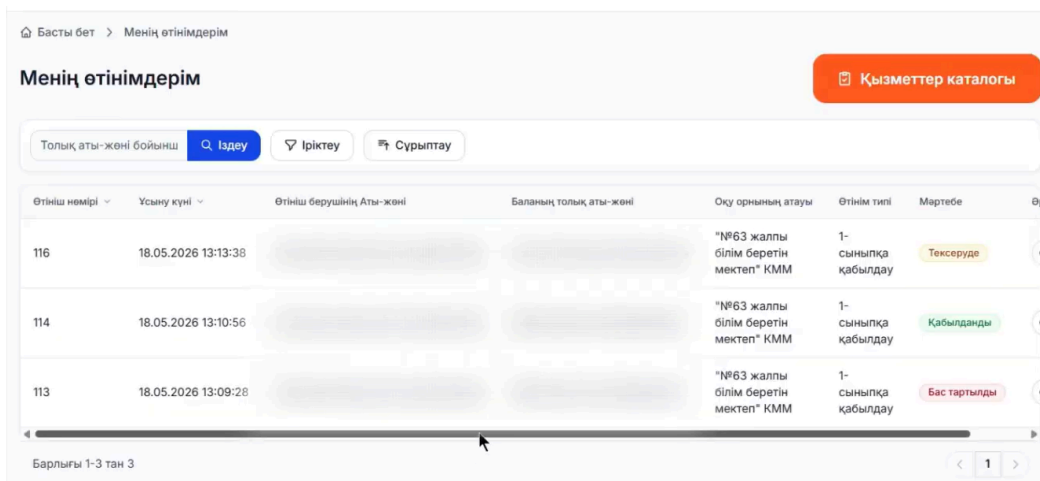 Басты бет > Менің өтінімдерім
Менің өтінімдерім
Қызметтер каталогы
Толық аты-жөні бойынш Іздеу Іріктеу Сұрыптау
Өтініш нөмірі Ұсыну күні Өтініш берушінің Аты-жөні Баланың толық аты-жөні Оқу орнының атауы Өтінім типі Мәртебе
116 18.05.2026 13:13:38 "№63 жалпы 1-
білім беретін сыныпқа Тексеруде
мектеп" КММ қабылдау
114 18.05.2026 13:10:56 "№63 жалпы 1-
білім беретін сыныпқа Қабылданды
мектеп" КММ қабылдау
113 18.05.2026 13:09:28 "№63 жалпы 1-
білім беретін сыныпқа Бас тартылды
мектеп" КММ қабылдау
Барлығы 1-3 тан 3
< 1 >